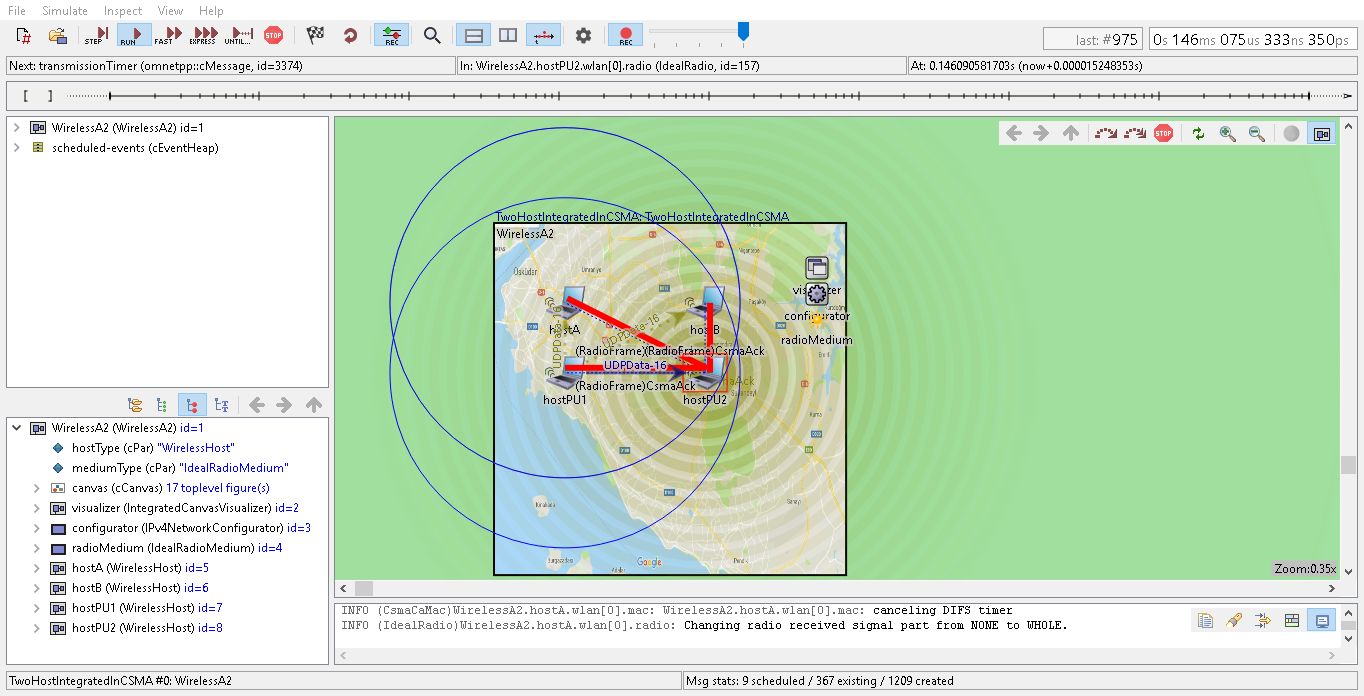 File Simulate Inspect View Help
STEP RUN FAST EXPRESS UNTIL... STOP REC REC
last: #975 0s 146ms 075us 333ns 350ps
Next: transmissionTimer (omnetpp::cMessage, id=3374) In: WirelessA2.hostPU2.wlan[0].radio (IdealRadio, id=157) At: 0.146090581703s (now+0.000015248353s)
WirelessA2 (WirelessA2) id=1
scheduled-events (cEventHeap)
WirelessA2 (WirelessA2) id=1
hostType (cPar) "WirelessHost"
mediumType (cPar) "IdealRadioMedium"
canvas (cCanvas) 17 toplevel figure(s)
visualizer (IntegratedCanvasVisualizer) id=2
configurator (IPv4NetworkConfigurator) id=3
radioMedium (IdealRadioMedium) id=4
hostA (WirelessHost) id=5
hostB (WirelessHost) id=6
hostPU1 (WirelessHost) id=7
hostPU2 (WirelessHost) id=8
STOP
TwoHostIntegratedInCSMA: TwoHostIntegratedInCSMA
WirelessA2
Üsküdar
Ümraniye
visualizer
configurator
radioMedium
hostA
hostB
UDPData-16
UDPData-16
(RadioFrame)(RadioFrame)CsmaAck
UDPData-16
(RadioFrame)CsmaAck
hostPU1
hostPU2
Google
Pendik
Adalar
Zoom:0.35x
INFO (CsmaCaMac)WirelessA2.hostA.wlan[0].mac: WirelessA2.hostA.wlan[0].mac: canceling DIFS timer
INFO (IdealRadio)WirelessA2.hostA.wlan[0].radio: Changing radio received signal part from NONE to WHOLE.
TwoHostIntegratedInCSMA #0: WirelessA2 Msg stats: 9 scheduled / 367 existing / 1209 created